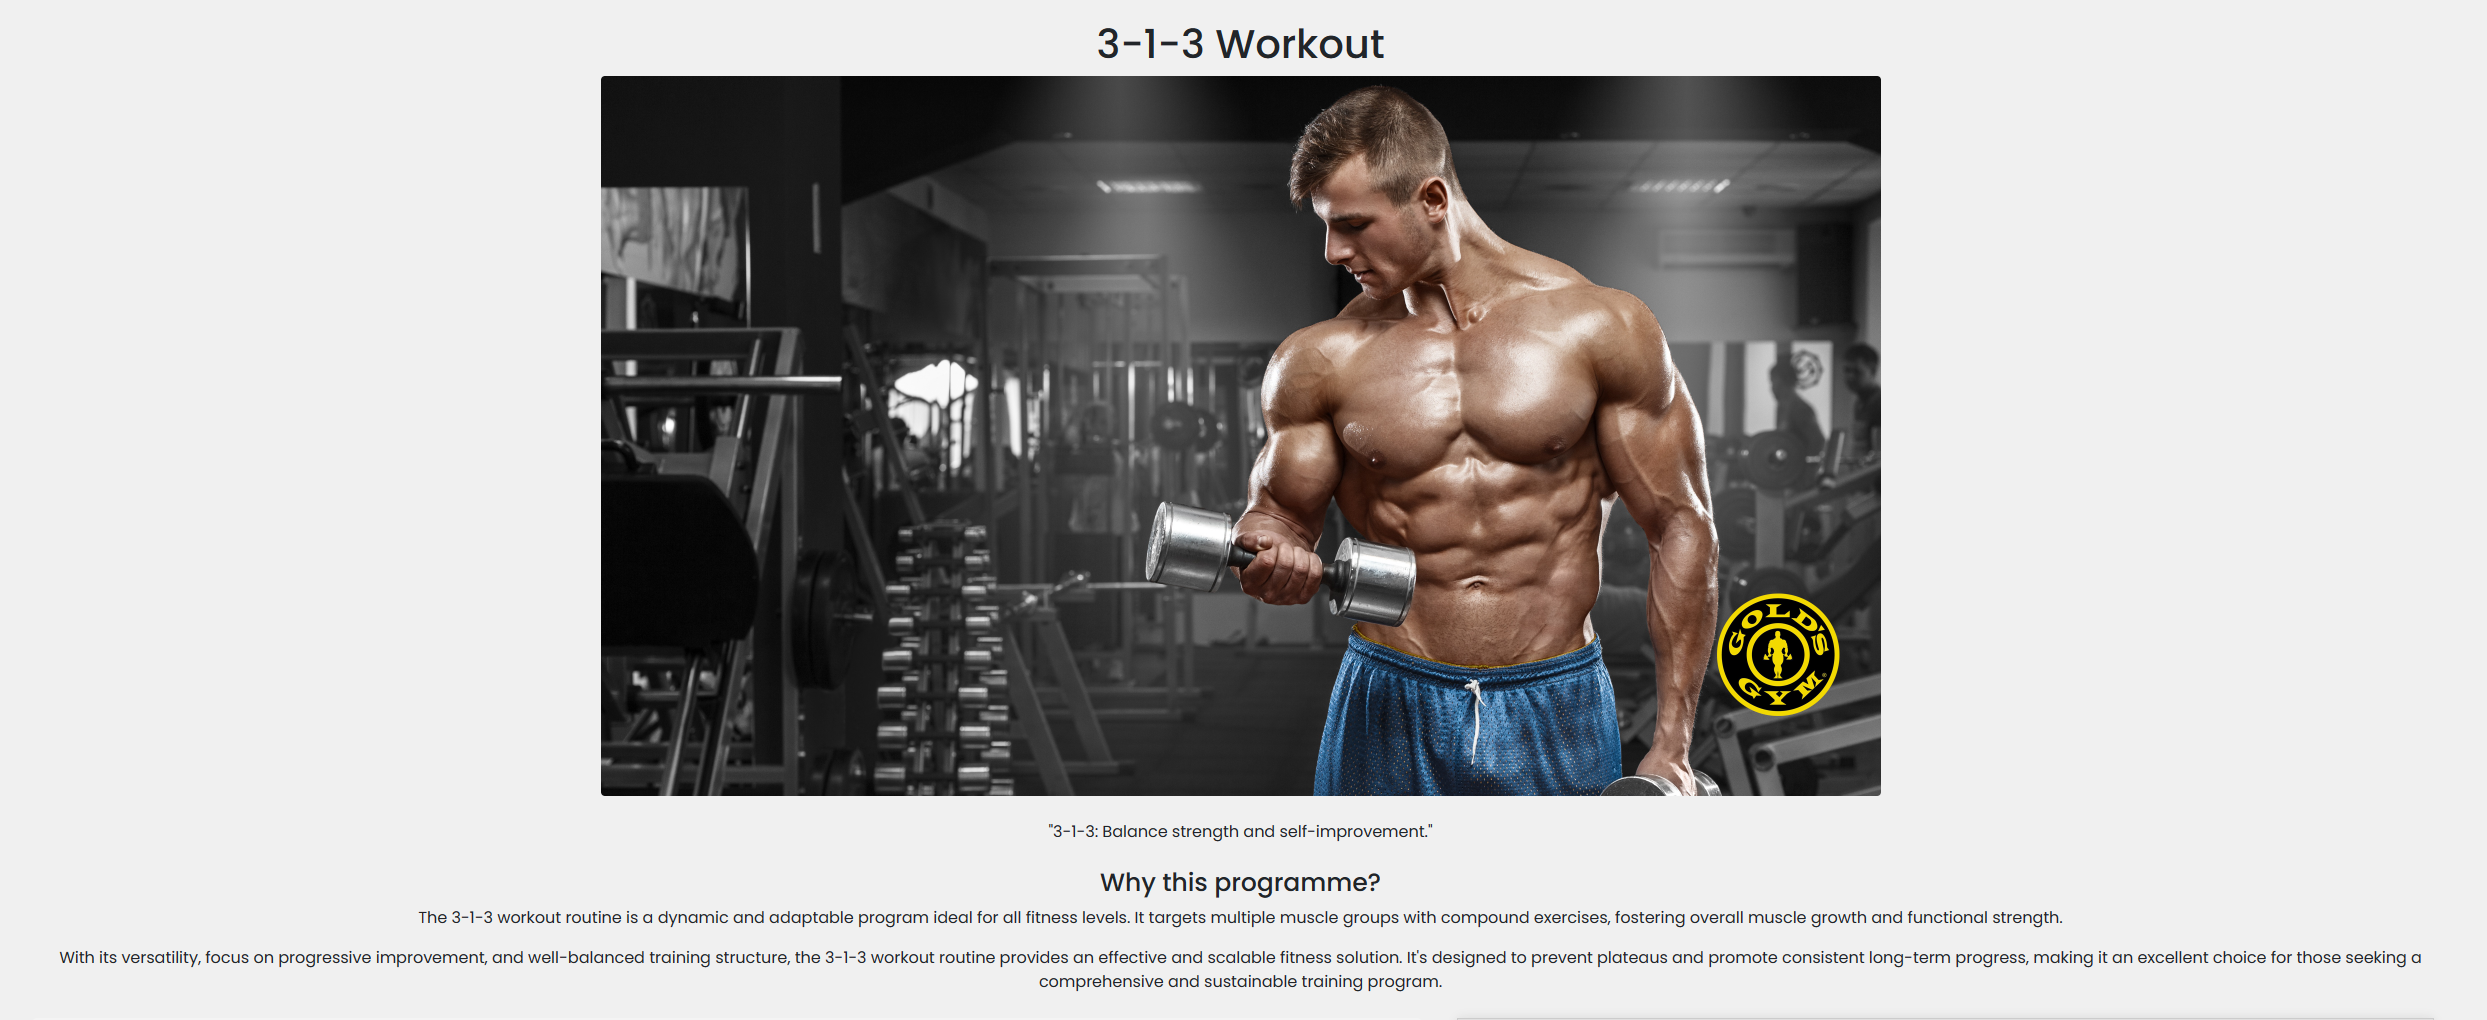 3-1-3 Workout
GOLD'S
GYM
"3-1-3: Balance strength and self-improvement."
Why this programme?
The 3-1-3 workout routine is a dynamic and adaptable program ideal for all fitness levels. It targets multiple muscle groups with compound exercises, fostering overall muscle growth and functional strength.
With its versatility, focus on progressive improvement, and well-balanced training structure, the 3-1-3 workout routine provides an effective and scalable fitness solution. It's designed to prevent plateaus and promote consistent long-term progress, making it an excellent choice for those seeking a
comprehensive and sustainable training program.